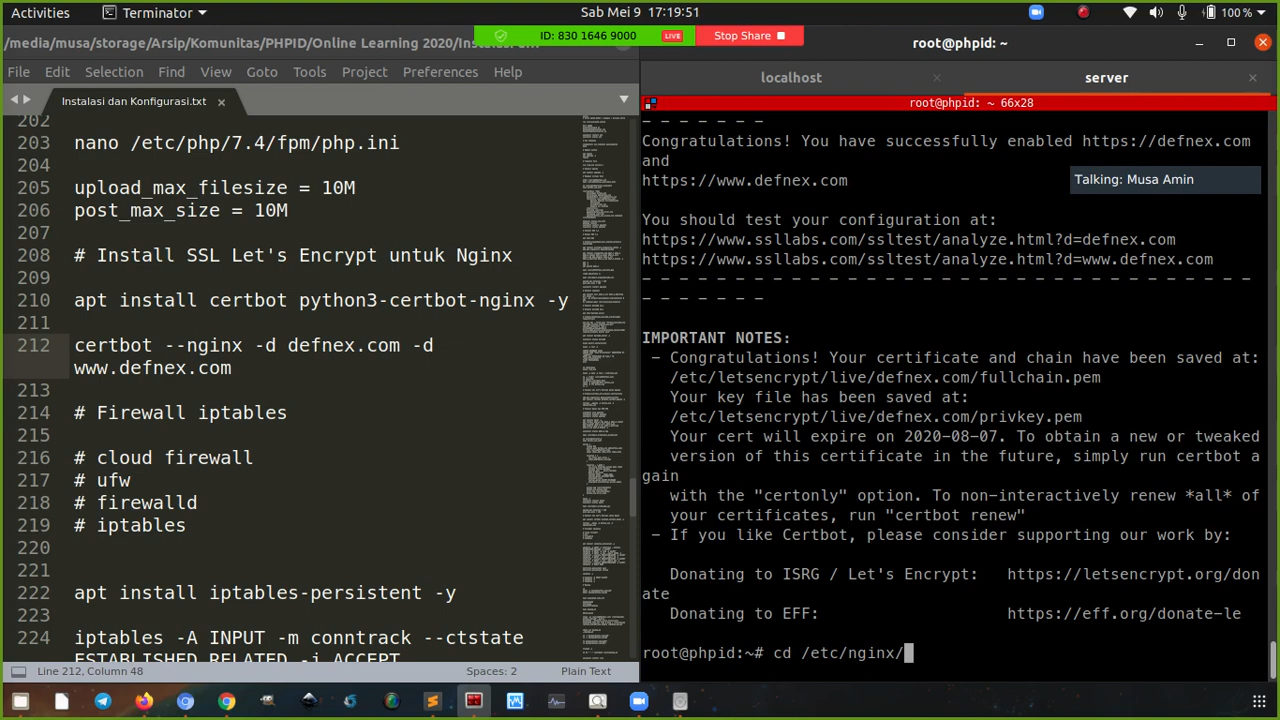 Activities
Terminator
Sab Mei 9 17:19:51
100 %
/media/musa/storage/Arsip/Komunitas/PHPID/Online Learning 2020/
ID: 830 1646 9000
LIVE
Stop Share
root@phpid: ~
File Edit Selection Find View Goto Tools Project Preferences Help
localhost
server
Instalasi dan Konfigurasi.txt
root@phpid: ~ 66x28
202
203 nano /etc/php/7.4/fpm/php.ini
204
205 upload_max_filesize = 10M
206 post_max_size = 10M
207
208 # Install SSL Let's Encrypt untuk Nginx
209
210 apt install certbot python3-certbot-nginx -y
211
212 certbot --nginx -d defnex.com -d
www.defnex.com
213
214 # Firewall iptables
215
216 # cloud firewall
217 # ufw
218 # firewalld
219 # iptables
220
221
222 apt install iptables-persistent -y
223
224 iptables -A INPUT -m conntrack --ctstate
ESTABLISHED,RELATED -j ACCEPT
Line 212, Column 48
Spaces: 2
Plain Text
- - - - - - -
Congratulations! You have successfully enabled https://defnex.com
and
https://www.defnex.com
Talking: Musa Amin
You should test your configuration at:
https://www.ssllabs.com/ssltest/analyze.html?d=defnex.com
https://www.ssllabs.com/ssltest/analyze.html?d=www.defnex.com
- - - - - - - - - - - - - - - - - - - - - - - - - - - - - - - - -
- - - - - - -
IMPORTANT NOTES:
- Congratulations! Your certificate and chain have been saved at:
/etc/letsencrypt/live/defnex.com/fullchain.pem
Your key file has been saved at:
/etc/letsencrypt/live/defnex.com/privkey.pem
Your cert will expire on 2020-08-07. To obtain a new or tweaked
version of this certificate in the future, simply run certbot a
gain
with the "certonly" option. To non-interactively renew *all* of
your certificates, run "certbot renew"
- If you like Certbot, please consider supporting our work by:
Donating to ISRG / Let's Encrypt: https://letsencrypt.org/don
ate
Donating to EFF: https://eff.org/donate-le
root@phpid:~# cd /etc/nginx/